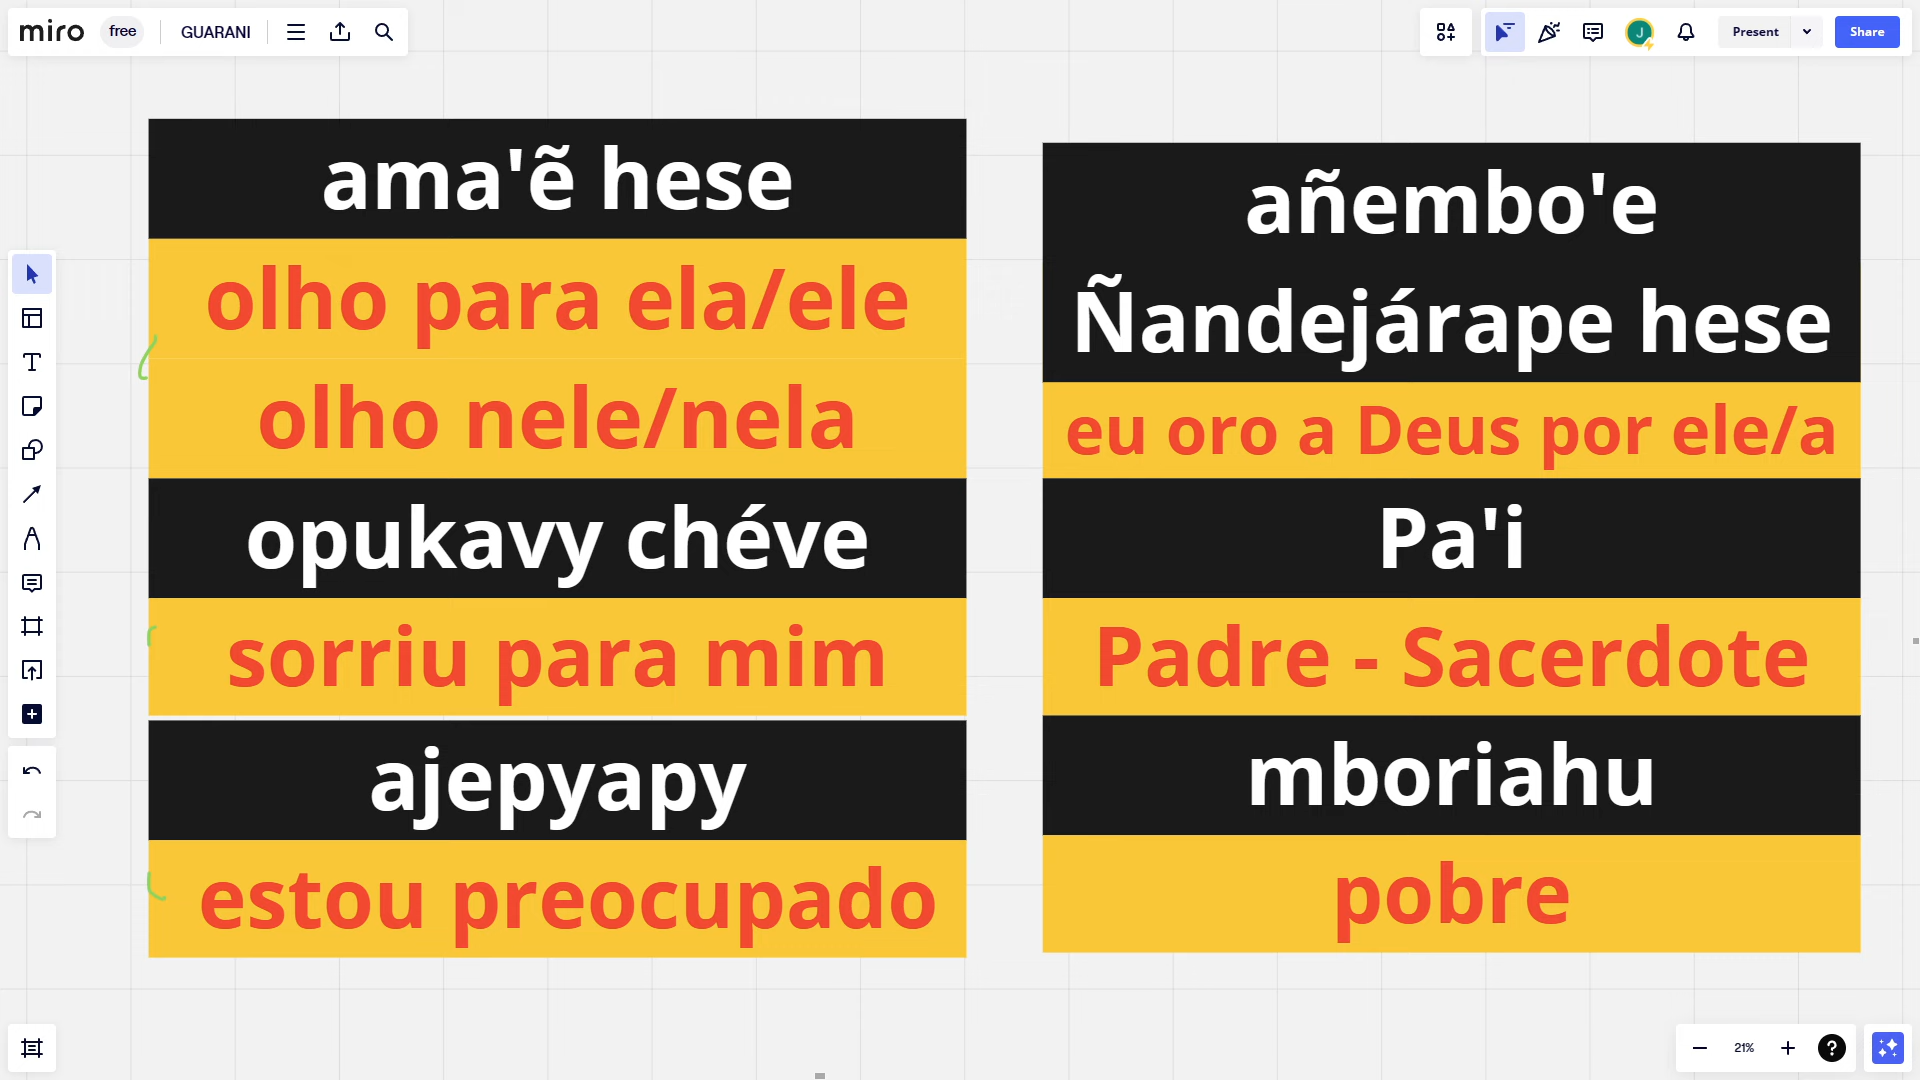 miro free GUARANI
Present Share
ama'ẽ hese
olho para ela/ele
olho nele/nela
opukavy chéve
sorriu para mim
ajepyapy
estou preocupado
añembo'e
Ñandejárape hese
eu oro a Deus por ele/a
Pa'i
Padre - Sacerdote
mboriahu
pobre
J
21%